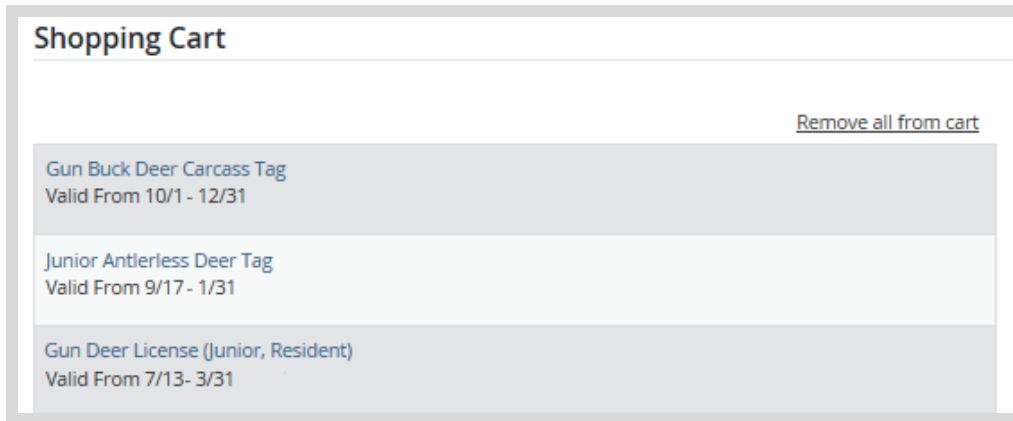 Shopping Cart
Remove all from cart
Gun Buck Deer Carcass Tag
Valid From 10/1 - 12/31
Junior Antlerless Deer Tag
Valid From 9/17 - 1/31
Gun Deer License (Junior, Resident)
Valid From 7/13- 3/31